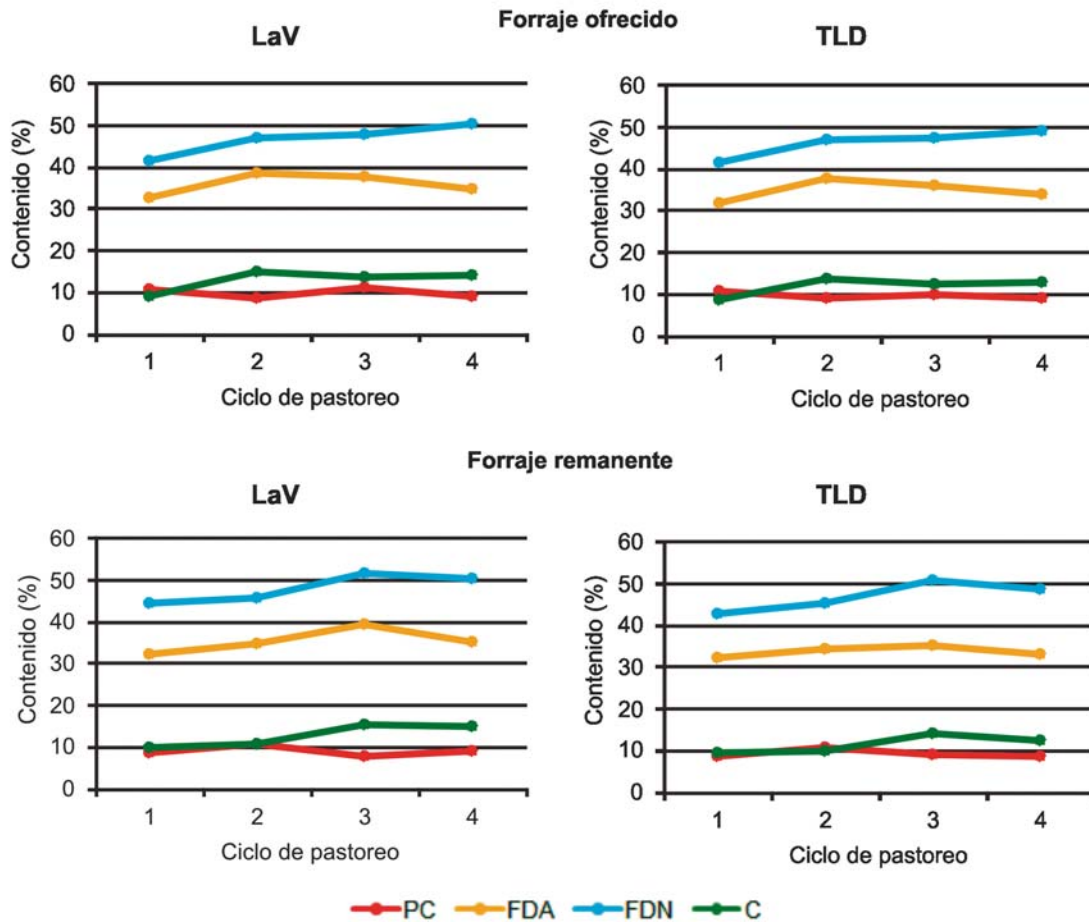 Forraje ofrecido
LaV
TLD
Contenido (%)
60
50
40
30
20
10
0
1 2 3 4
Ciclo de pastoreo
Contenido (%)
60
50
40
30
20
10
0
1 2 3 4
Ciclo de pastoreo
Forraje remanente
LaV
TLD
Contenido (%)
60
50
40
30
20
10
0
1 2 3 4
Ciclo de pastoreo
Contenido (%)
60
50
40
30
20
10
0
1 2 3 4
Ciclo de pastoreo
PC FDA FDN C